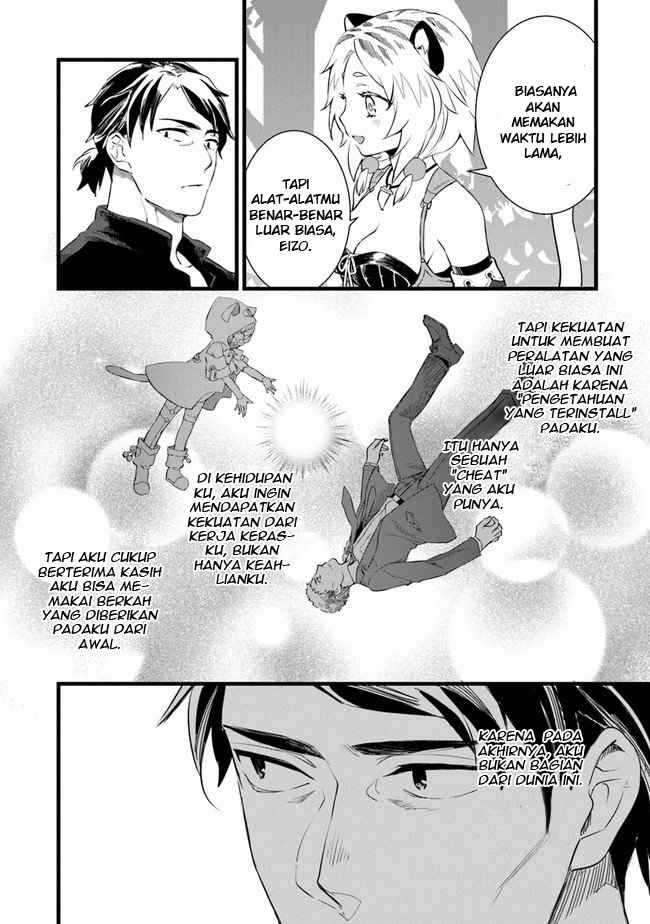 BIASANYA
AKAN
MEMAKAN
WAKTU LEBIH
LAMA,
TAPI
ALAT-ALATMU
BENAR-BENAR
LUAR BIASA,
EIZO.
TAPI KEKUATAN
UNTUK MEMBUAT
PERALATAN YANG
LUAR BIASA INI
ADALAH KARENA
"PENGETAHUAN
YANG TERINSTALL"
PADAKU.
ITU HANYA
SEBUAH
"CHEAT"
YANG AKU
PUNYA.
DI KEHIDUPAN
KU, AKU INGIN
MENDAPATKAN
KEKUATAN DARI
KERJA KERAS-
KU, BUKAN
HANYA KEAH-
LIANKU.
TAPI AKU CUKUP
BERTERIMA KASIH
AKU BISA ME-
MAKAI BERKAH
YANG DIBERIKAN
PADAKU DARI
AWAL.
KARENA PADA
AKHIRNYA, AKU
BUKAN BAGIAN
DARI DUNIA INI.